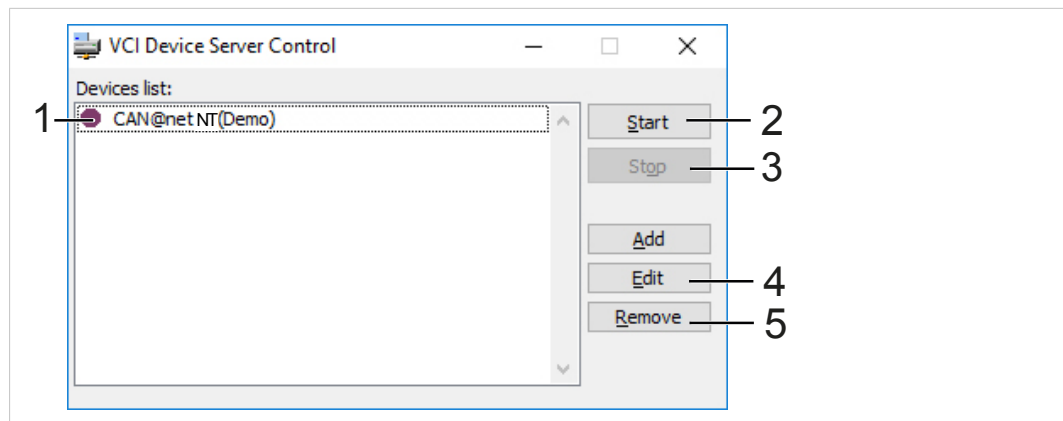 VCI Device Server Control
Devices list:
1 CAN@net NT(Demo)
Start 2
Stop 3
Add
Edit 4
Remove 5